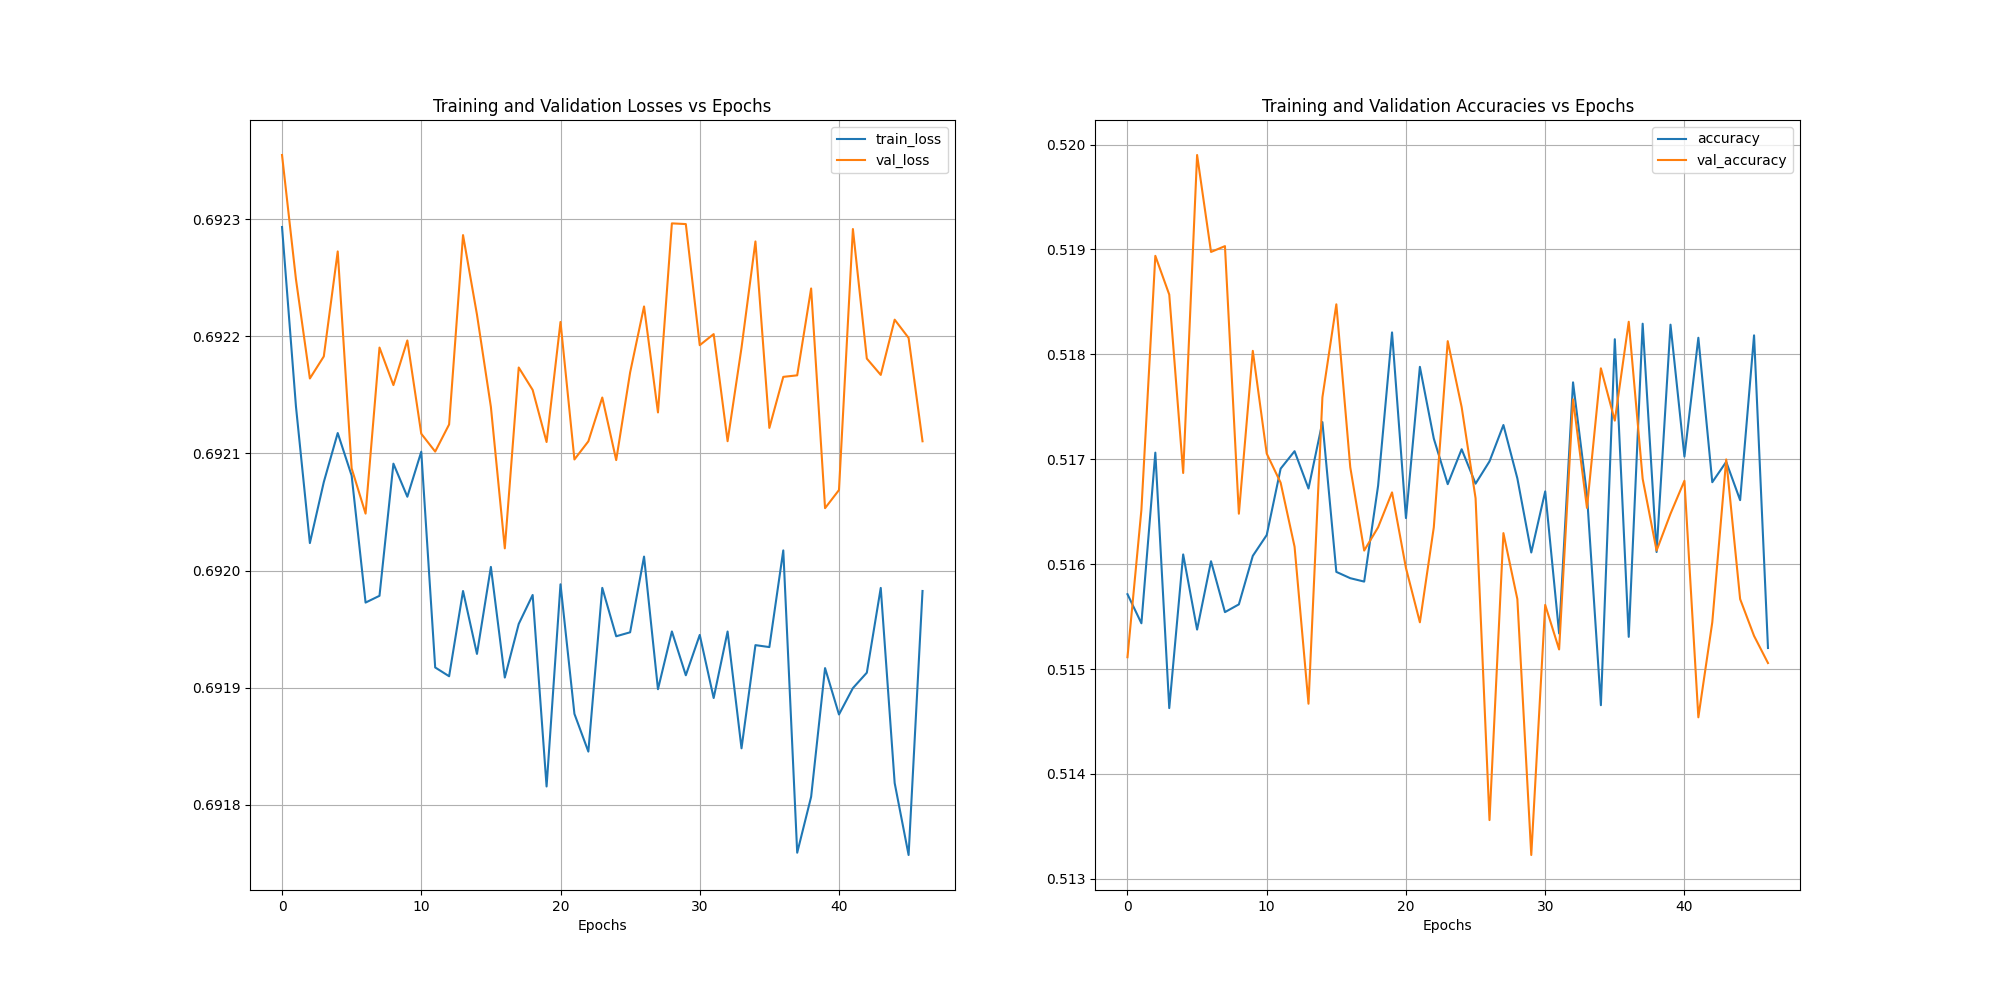 Training and Validation Losses vs Epochs
train_loss
val_loss
0.6923
0.6922
0.6921
0.6920
0.6919
0.6918
0 10 20 30 40
Epochs
Training and Validation Accuracies vs Epochs
accuracy
val_accuracy
0.520
0.519
0.518
0.517
0.516
0.515
0.514
0.513
0 10 20 30 40
Epochs